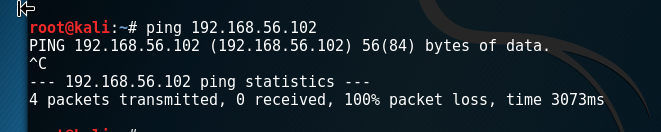 root@kali:~# ping 192.168.56.102
PING 192.168.56.102 (192.168.56.102) 56(84) bytes of data.
^C
--- 192.168.56.102 ping statistics ---
4 packets transmitted, 0 received, 100% packet loss, time 3073ms